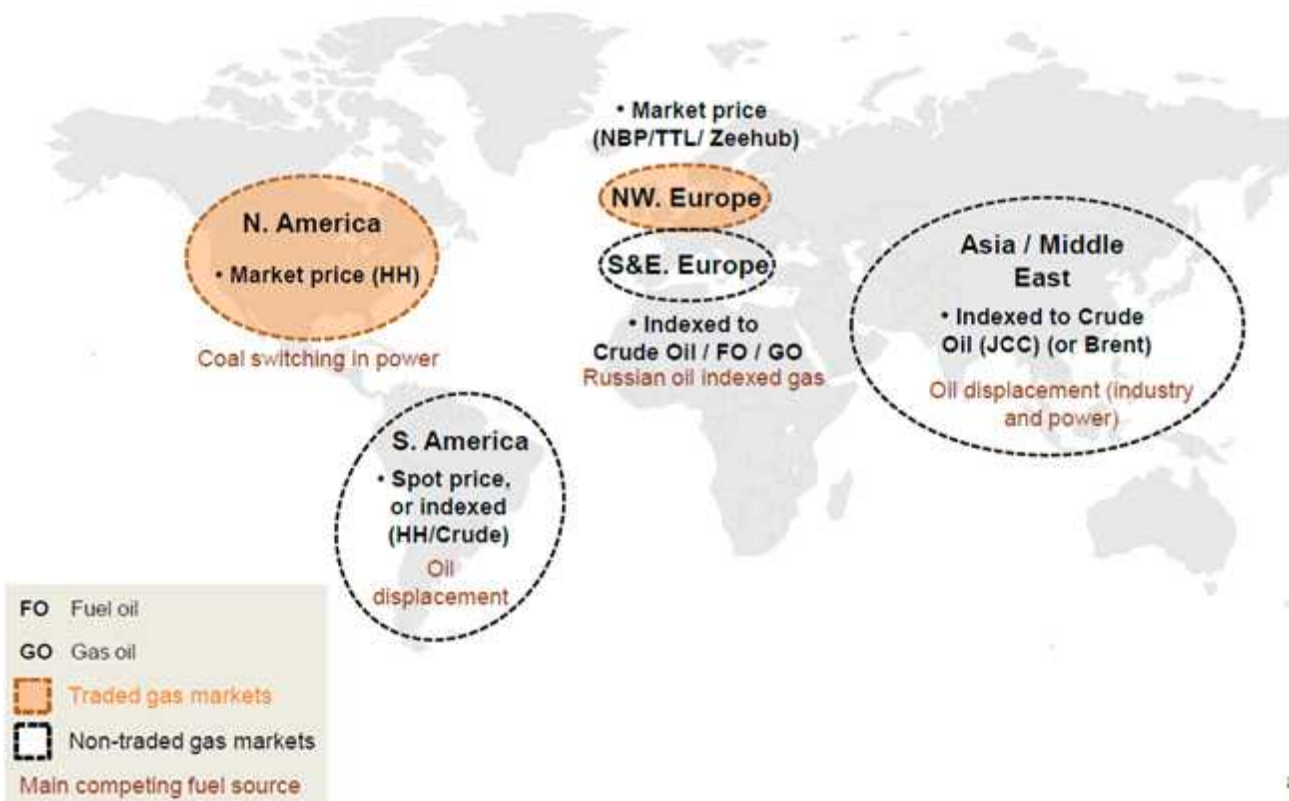 • Market price
(NBP/TTL/ Zeehub)
NW. Europe
N. America
• Market price (HH)
Coal switching in power
S&E. Europe
• Indexed to
Crude Oil / FO / GO
Russian oil indexed gas
Asia / Middle
East
• Indexed to Crude
Oil (JCC) (or Brent)
Oil displacement (industry
and power)
S. America
• Spot price,
or indexed
(HH/Crude)
Oil
displacement
FO Fuel oil
GO Gas oil
Traded gas markets
Non-traded gas markets
Main competing fuel source